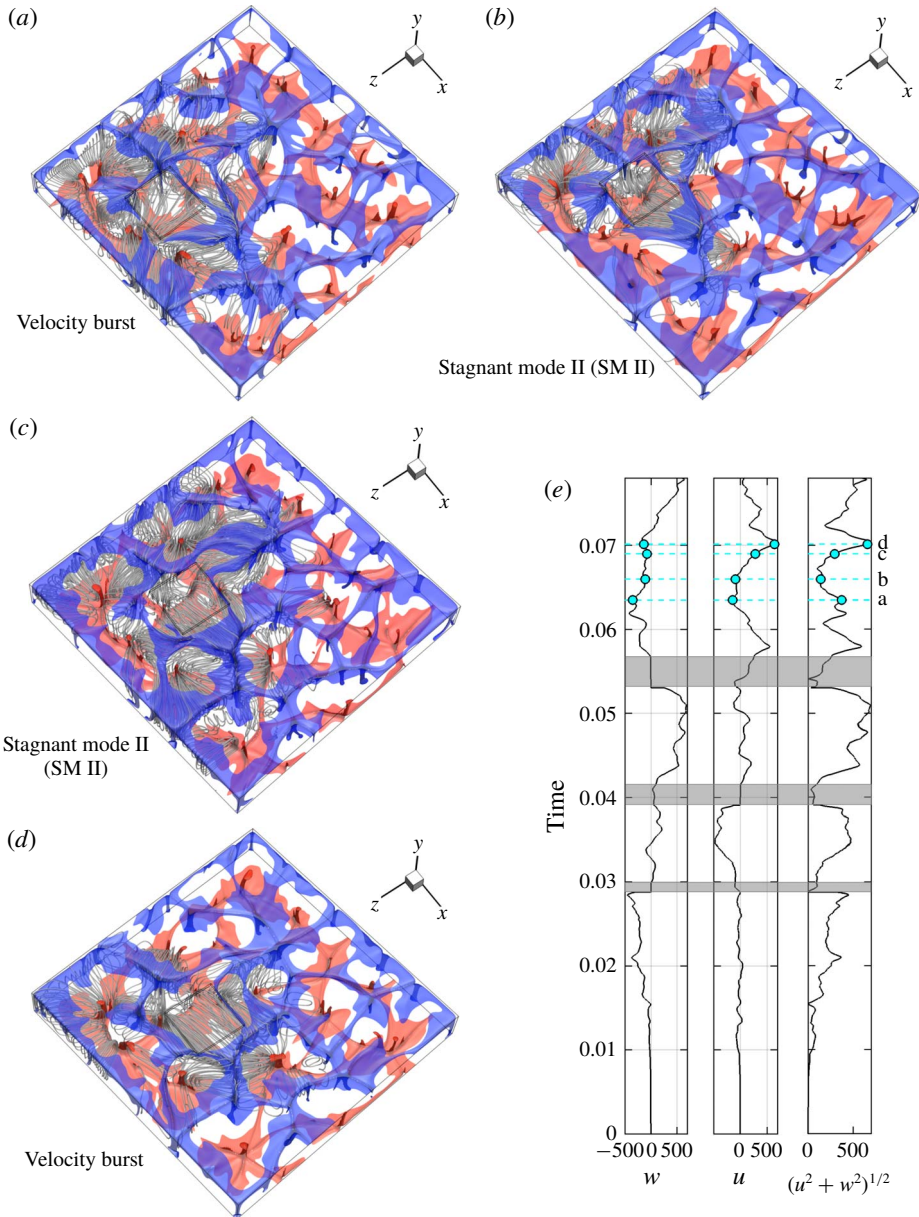 (a)
y
z
x
Velocity burst
(b)
y
z
x
Stagnant mode II (SM II)
(c)
y
z
x
Stagnant mode II
(SM II)
(d)
y
z
x
Velocity burst
(e)
Time
0.07
0.06
0.05
0.04
0.03
0.02
0.01
0
d
c
b
a
−500 0 500
0 500
0 500
w
u
(u² + w²)^{1/2}